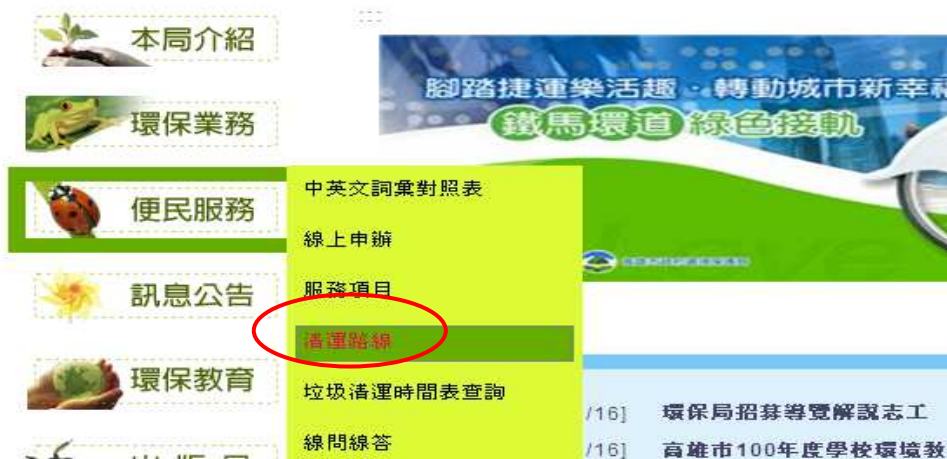 本局介紹
環保業務
便民服務
訊息公告
環保教育
腳踏捷運樂活趣‧轉動城市新幸福
鐵馬環道 綠色接軌
中英文詞彙對照表
線上申辦
服務項目
清運路線
垃圾清運時間表查詢
線問線答
/16] 環保局招募導覽解說志工
/16] 高雄市100年度學校環境教